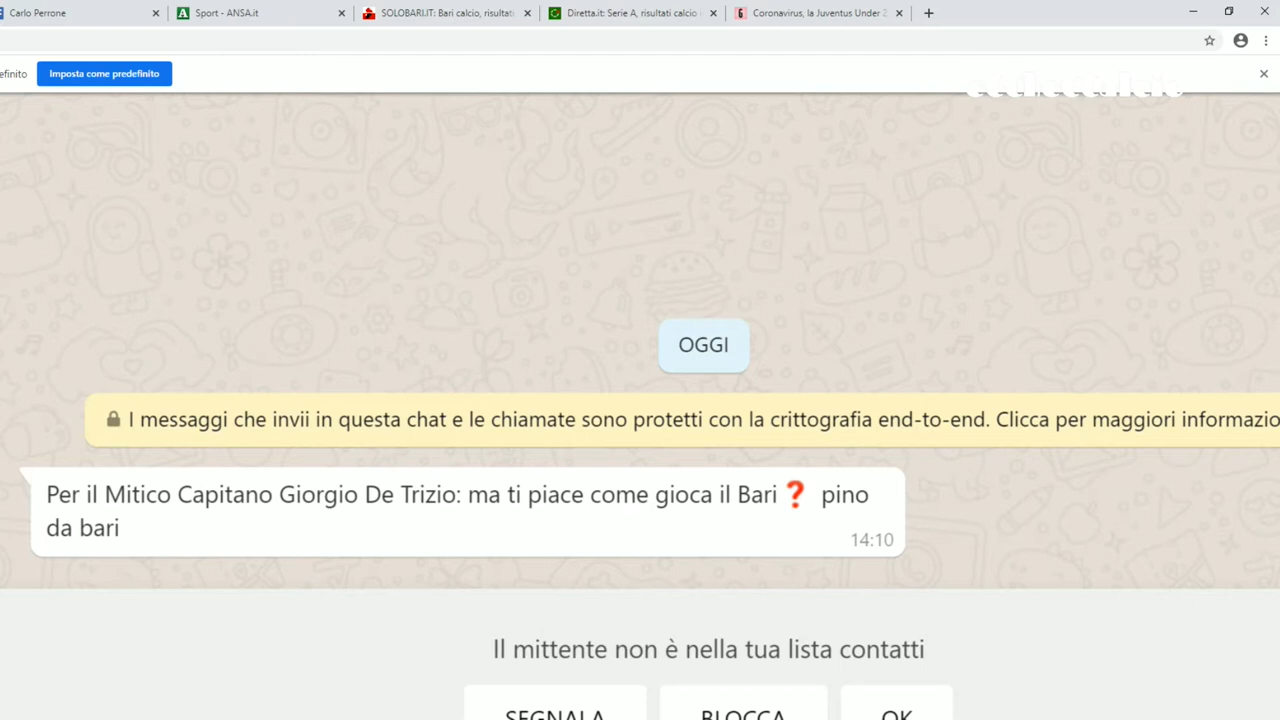 Carlo Perrone
Sport - ANSA.it
SOLOBARI.IT: Bari calcio, risultati
Diretta.it: Serie A, risultati calcio
Coronavirus, la Juventus Under 2
efinito
Imposta come predefinito
OGGI
I messaggi che invii in questa chat e le chiamate sono protetti con la crittografia end-to-end. Clicca per maggiori informazio
Per il Mitico Capitano Giorgio De Trizio: ma ti piace come gioca il Bari❓ pino
da bari
14:10
Il mittente non è nella tua lista contatti
SEGNALA
BLOCCA
OK